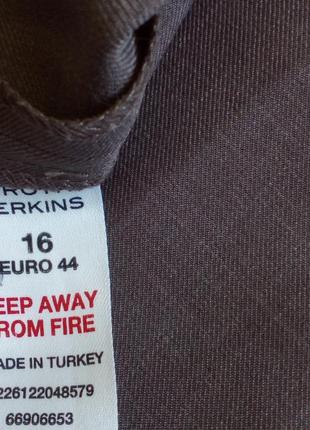 ERKINS
16
EURO 44
EEP AWAY
ROM FIRE
ADE IN TURKEY
226122048579
66906653